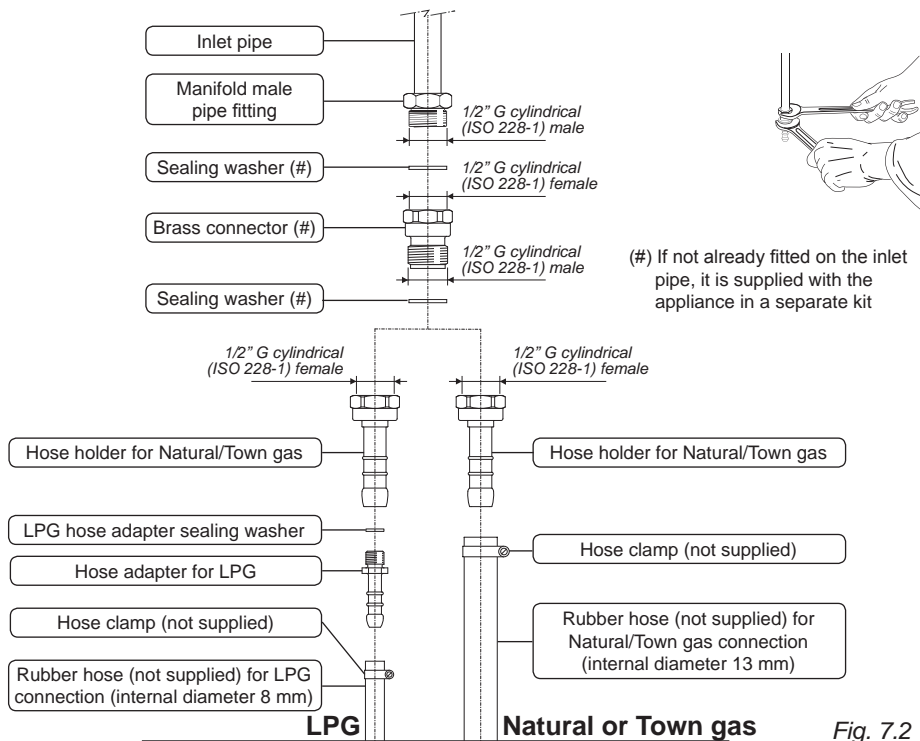 Inlet pipe
Manifold male
pipe fitting
1/2” G cylindrical
(ISO 228-1) male
Sealing washer (#)
1/2” G cylindrical
(ISO 228-1) female
Brass connector (#)
1/2” G cylindrical
(ISO 228-1) male
(#) If not already fitted on the inlet
pipe, it is supplied with the
appliance in a separate kit
Sealing washer (#)
1/2” G cylindrical
(ISO 228-1) female
1/2” G cylindrical
(ISO 228-1) female
Hose holder for Natural/Town gas
Hose holder for Natural/Town gas
LPG hose adapter sealing washer
Hose clamp (not supplied)
Hose adapter for LPG
Hose clamp (not supplied)
Rubber hose (not supplied) for
Natural/Town gas connection
(internal diameter 13 mm)
Rubber hose (not supplied) for LPG
connection (internal diameter 8 mm)
LPG
Natural or Town gas
Fig. 7.2